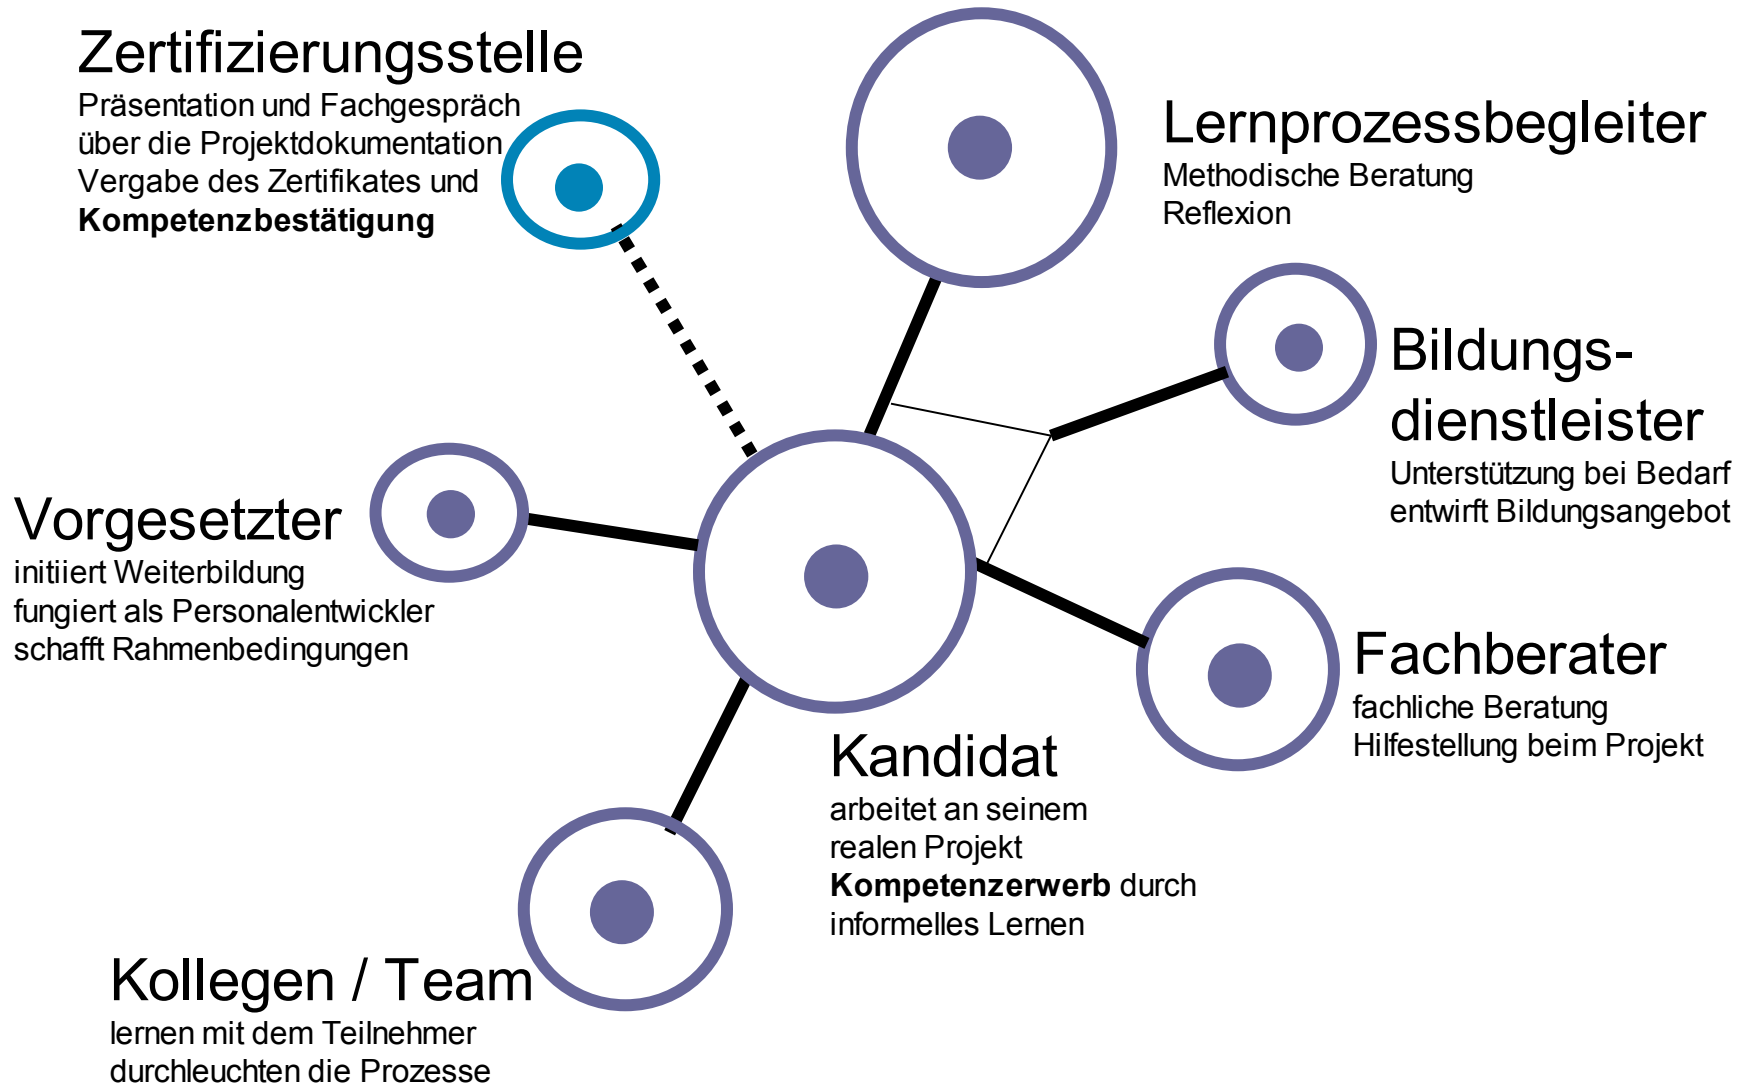 Zertifizierungsstelle
Präsentation und Fachgespräch
über die Projektdokumentation
Vergabe des Zertifikates und
Kompetenzbestätigung
Lernprozessbegleiter
Methodische Beratung
Reflexion
Bildungs-
dienstleister
Unterstützung bei Bedarf
entwirft Bildungsangebot
Vorgesetzter
initiiert Weiterbildung
fungiert als Personalentwickler
schafft Rahmenbedingungen
Fachberater
fachliche Beratung
Hilfestellung beim Projekt
Kandidat
arbeitet an seinem
realen Projekt
Kompetenzerwerb durch
informelles Lernen
Kollegen / Team
lernen mit dem Teilnehmer
durchleuchten die Prozesse